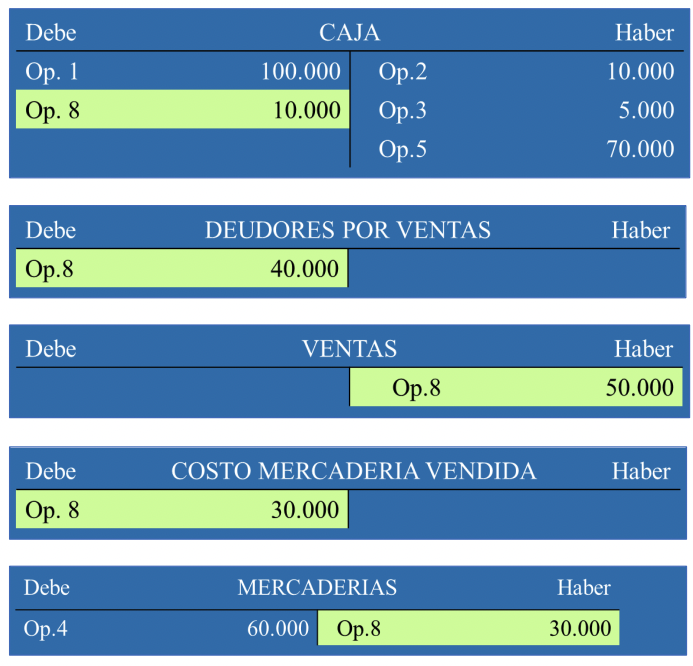 Debe CAJA Haber
Op. 1 100.000 Op.2 10.000
Op. 8 10.000 Op.3 5.000
Op.5 70.000
Debe DEUDORES POR VENTAS Haber
Op.8 40.000
Debe VENTAS Haber
Op.8 50.000
Debe COSTO MERCADERIA VENDIDA Haber
Op. 8 30.000
Debe MERCADERIAS Haber
Op.4 60.000 Op.8 30.000